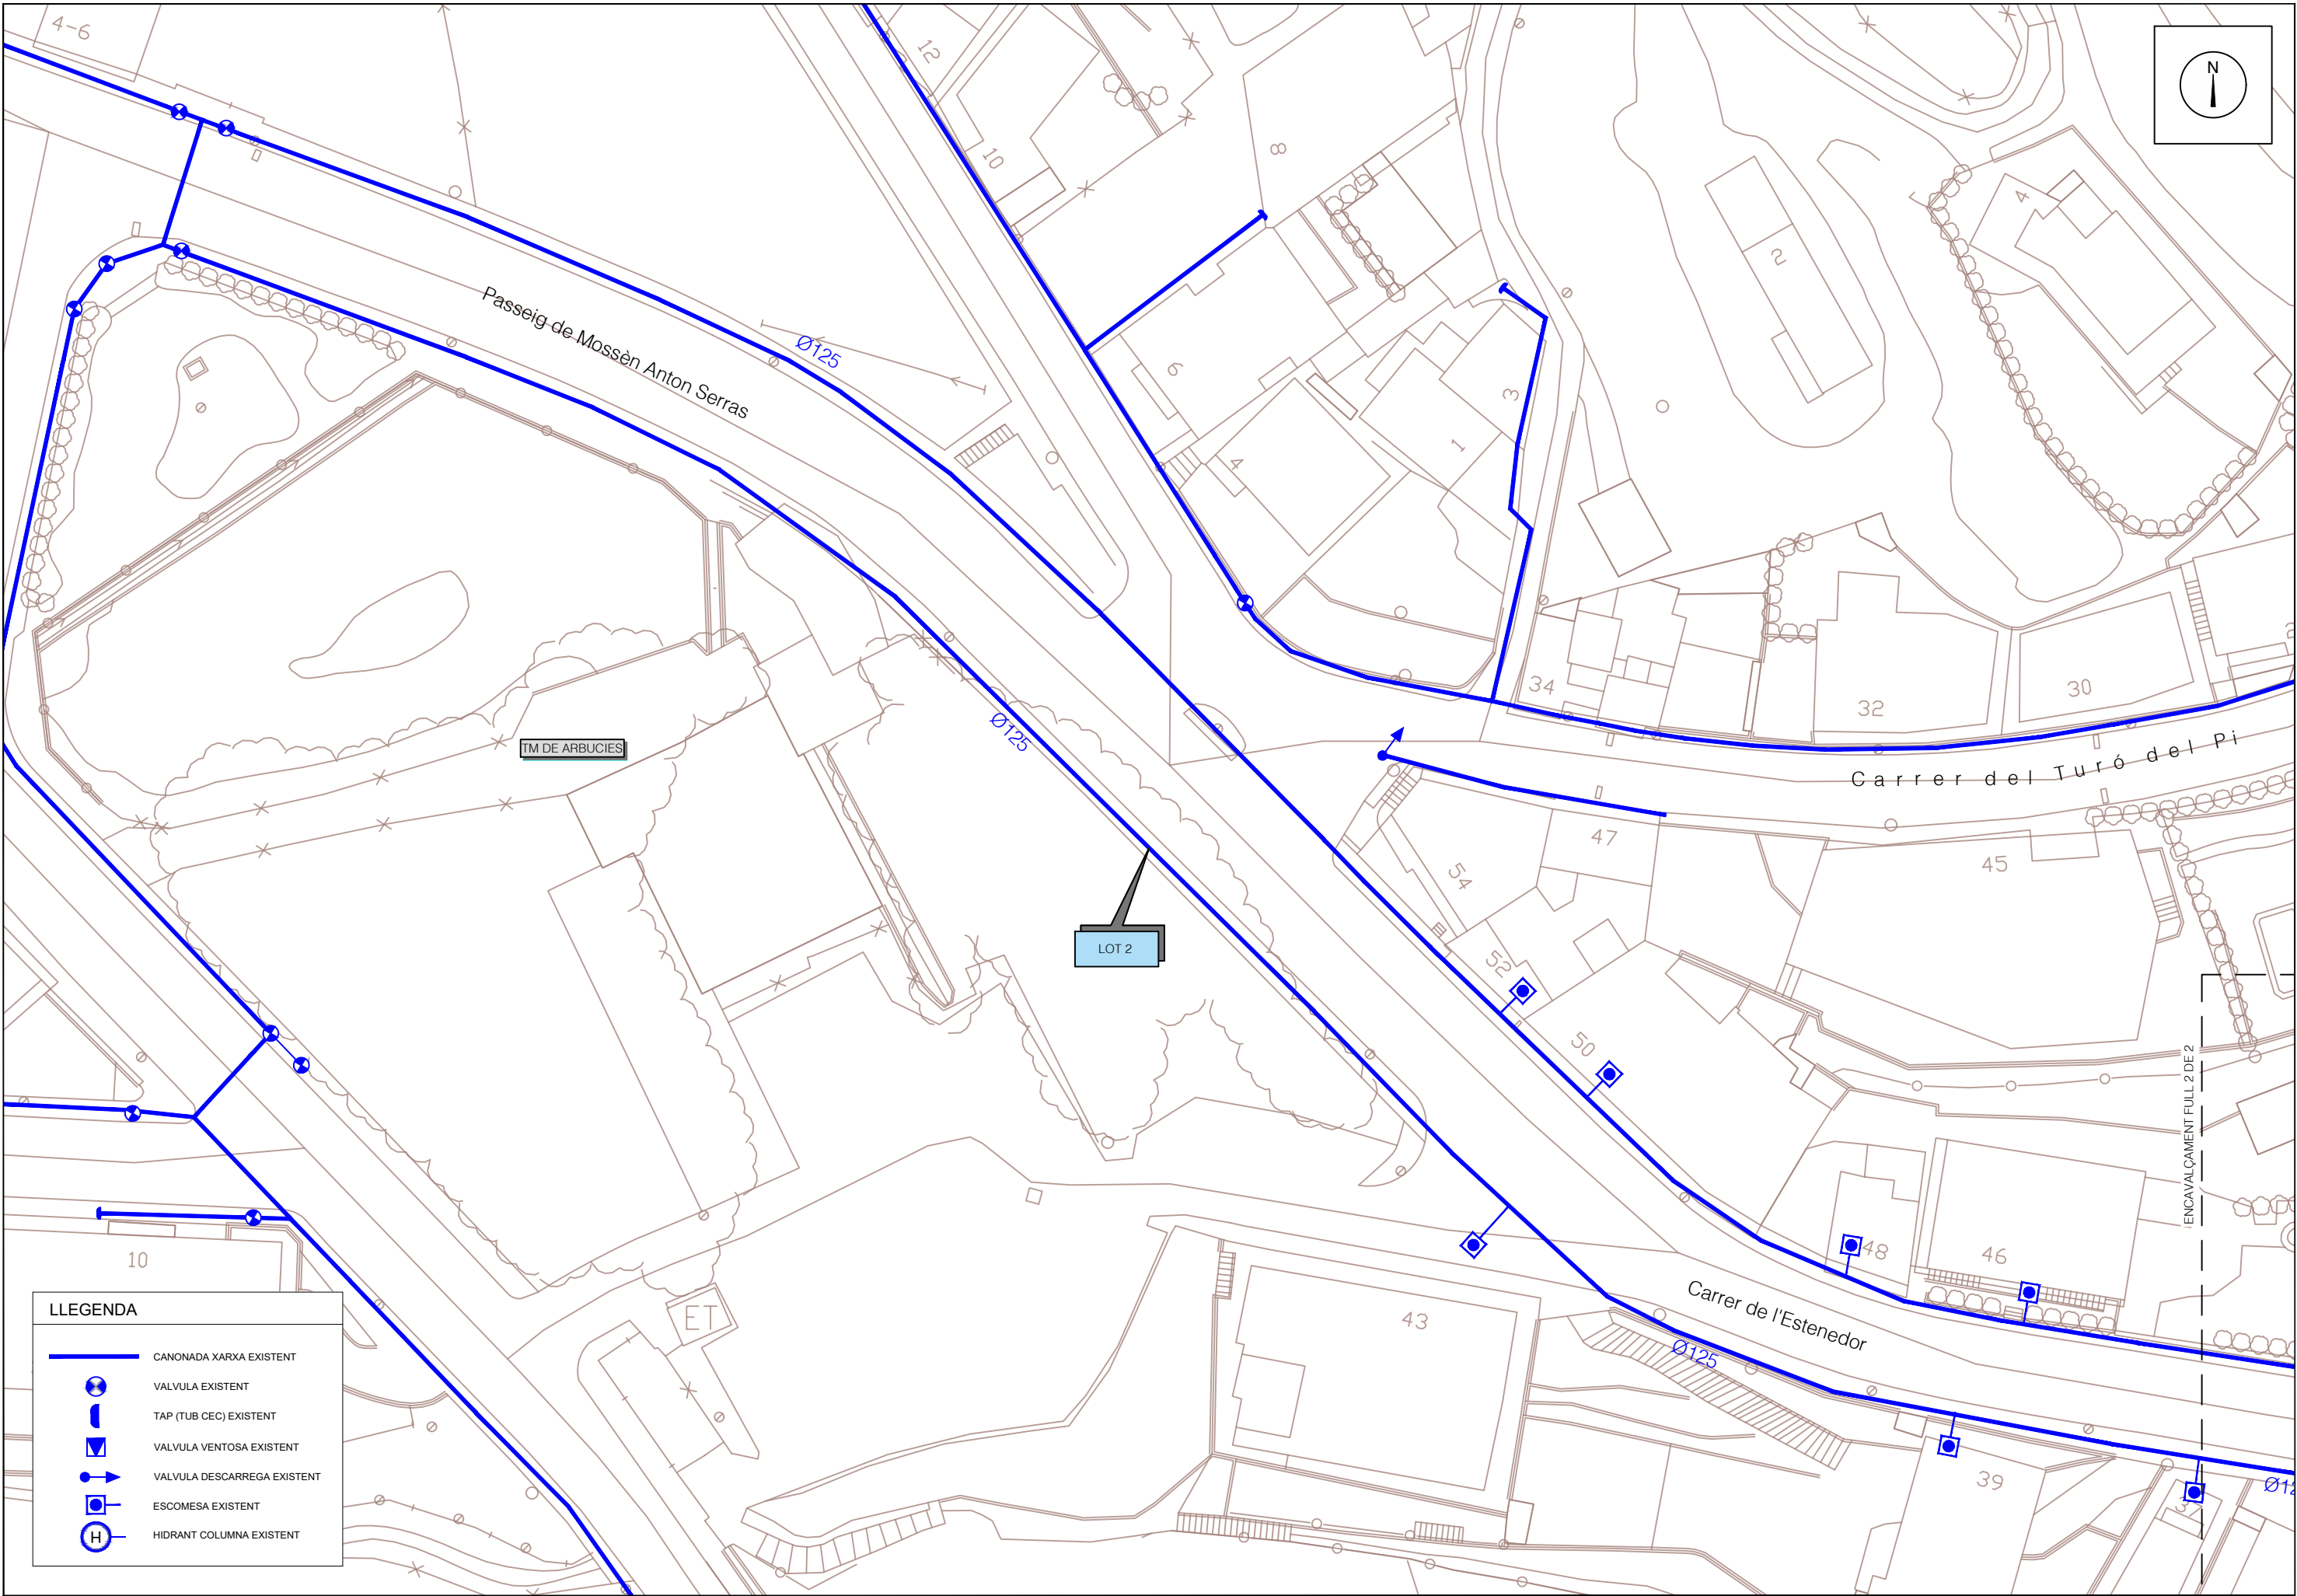 4-6
12
N
10
8
4
2
Passeig de Mossèn Anton Serras
Ø125
6
3
1
4
34
32
30
TM DE ARBUCIES
Ø125
Carrer del Turó del Pi
47
45
54
LOT 2
52
50
ENCAVALÇAMENT FULL 2 DE 2
48
46
10
ET
43
Carrer de l'Estenedor
Ø125
39
LLEGENDA
CANONADA XARXA EXISTENT
VALVULA EXISTENT
TAP (TUB CEC) EXISTENT
VALVULA VENTOSA EXISTENT
VALVULA DESCARREGA EXISTENT
ESCOMESA EXISTENT
H HIDRANT COLUMNA EXISTENT